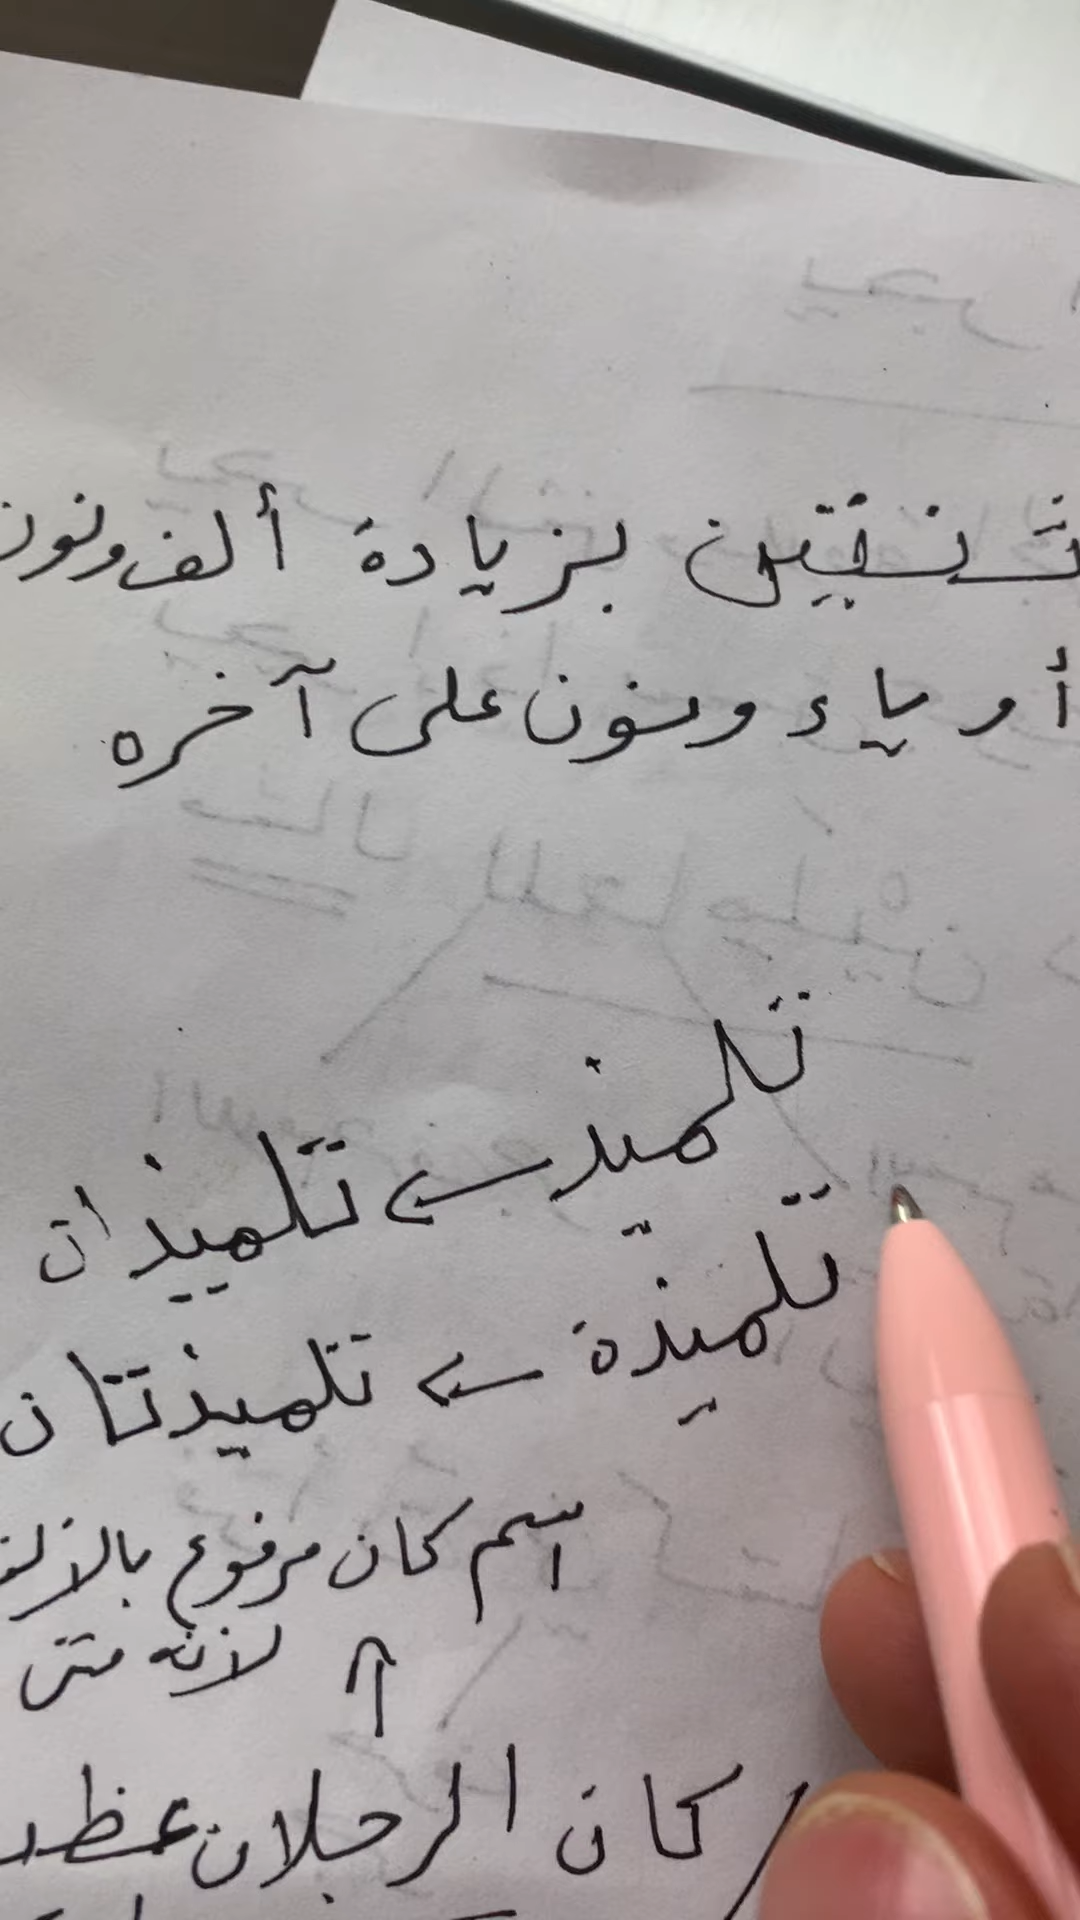 ثنتين بزيادة ألف ونون
أو ياء ونون على آخره
تلميذ ← تلميذان
تلميذة ← تلميذتان
اسم كان مرفوع بالألف
لأنه مثنى
كان الرجلان